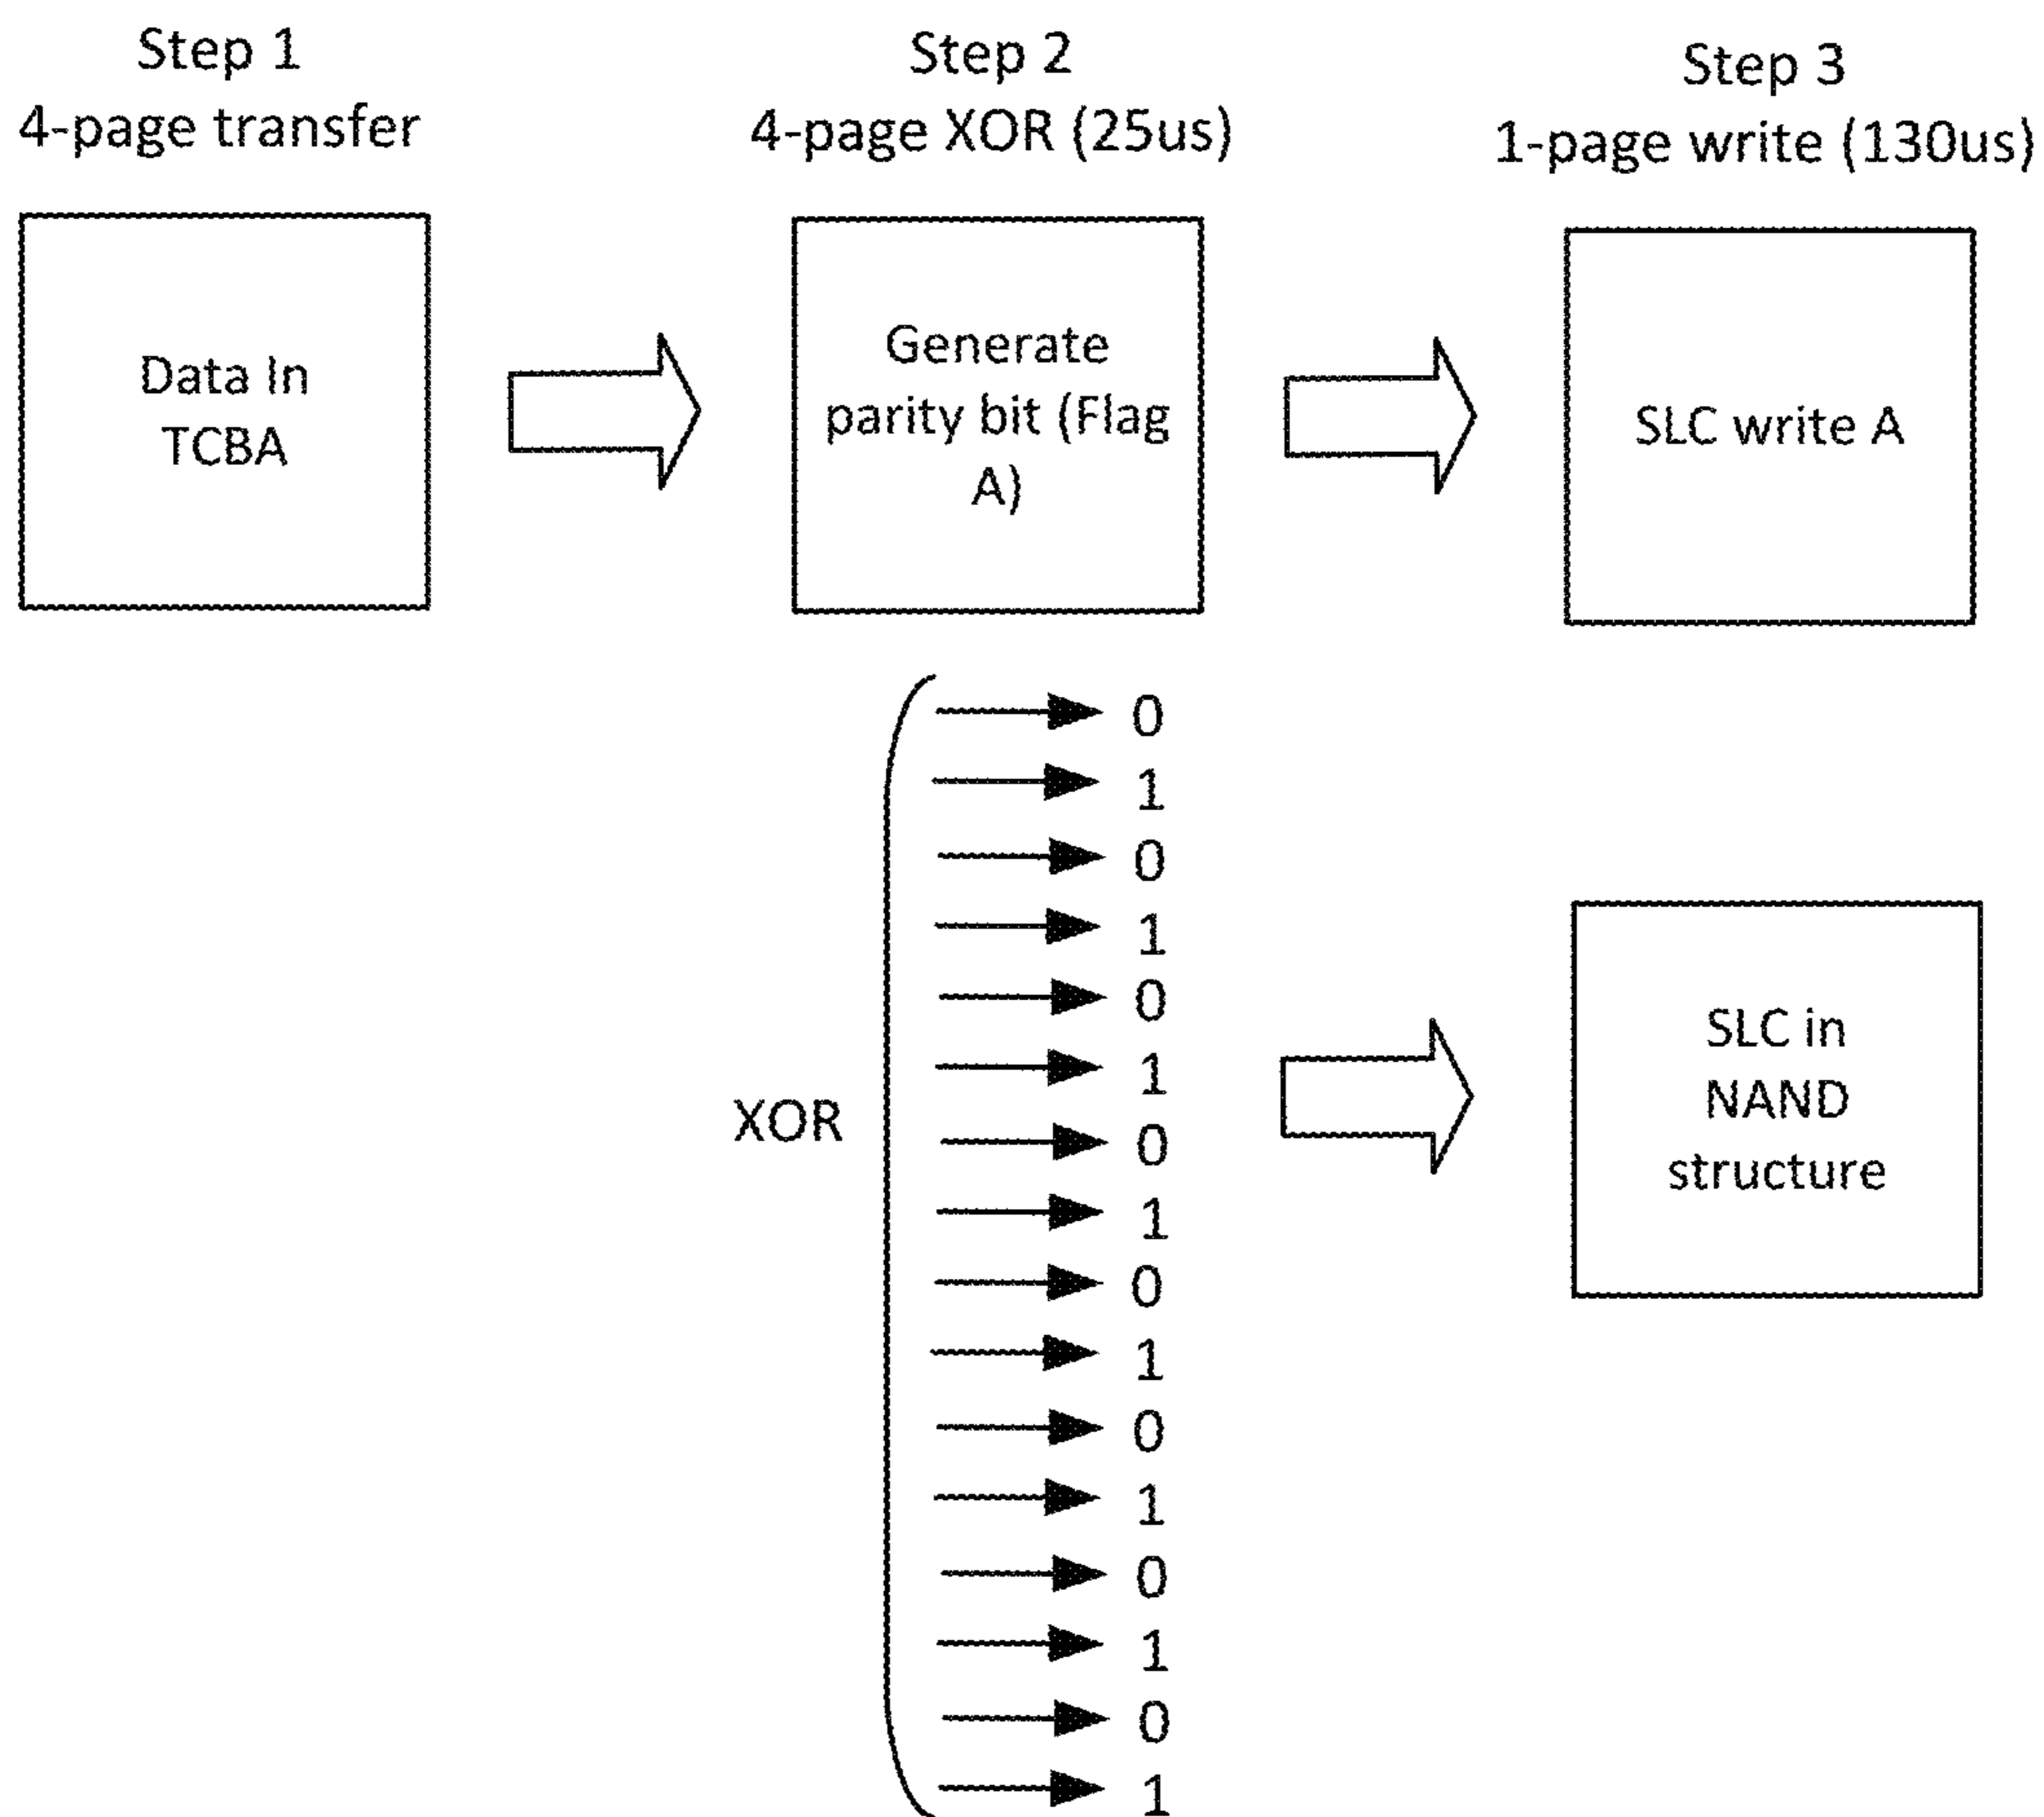 Step 1
4-page transfer
Step 2
4-page XOR (25us)
Step 3
1-page write (130us)
Data In
TCBA
Generate
parity bit (Flag
A)
SLC write A
XOR
0
1
0
1
0
1
0
1
0
1
0
1
0
1
0
1
SLC in
NAND
structure